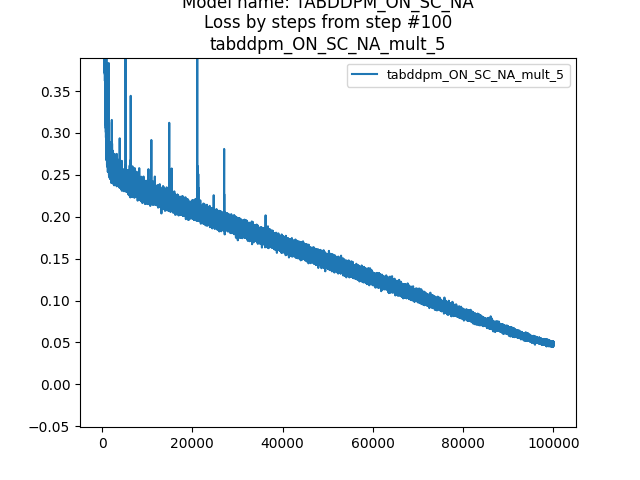 Model name: TABDDPM_ON_SC_NA
Loss by steps from step #100
tabddpm_ON_SC_NA_mult_5
tabddpm_ON_SC_NA_mult_5
0.35
0.30
0.25
0.20
0.15
0.10
0.05
0.00
−0.05
0 20000 40000 60000 80000 100000